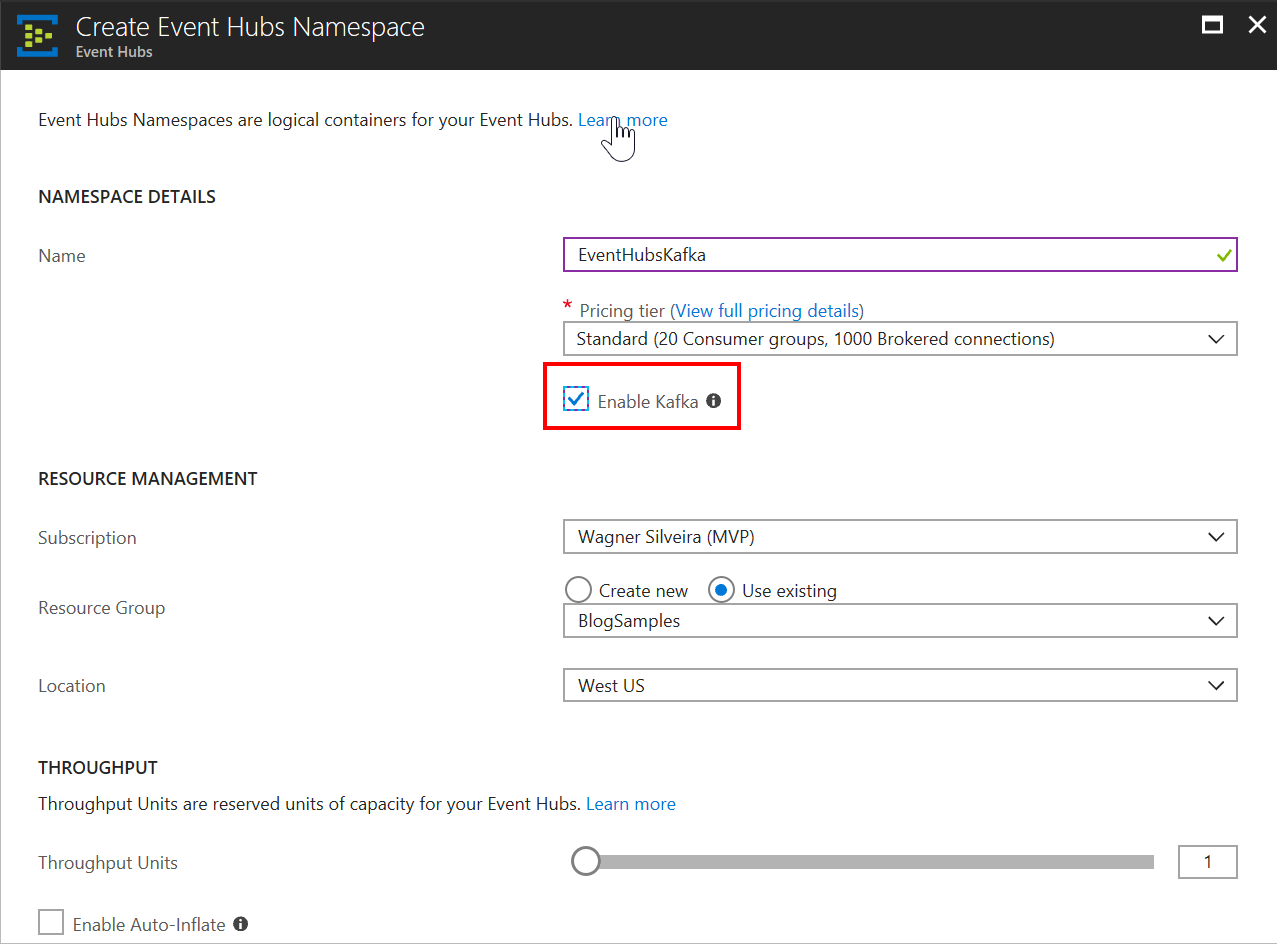 Create Event Hubs Namespace
Event Hubs
Event Hubs Namespaces are logical containers for your Event Hubs. Learn more
NAMESPACE DETAILS
Name
EventHubsKafka
* Pricing tier (View full pricing details)
Standard (20 Consumer groups, 1000 Brokered connections)
Enable Kafka
RESOURCE MANAGEMENT
Subscription
Wagner Silveira (MVP)
Resource Group
Create new Use existing
BlogSamples
Location
West US
THROUGHPUT
Throughput Units are reserved units of capacity for your Event Hubs. Learn more
Throughput Units
1
Enable Auto-Inflate